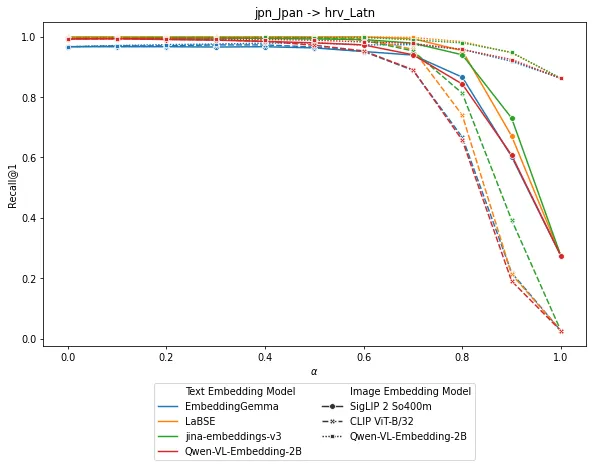 jpn_Jpan -> hrv_Latn
Recall@1
1.0
0.8
0.6
0.4
0.2
0.0
0.0 0.2 0.4 0.6 0.8 1.0
α
Text Embedding Model
EmbeddingGemma
LaBSE
jina-embeddings-v3
Qwen-VL-Embedding-2B
Image Embedding Model
SigLIP 2 So400m
CLIP ViT-B/32
Qwen-VL-Embedding-2B